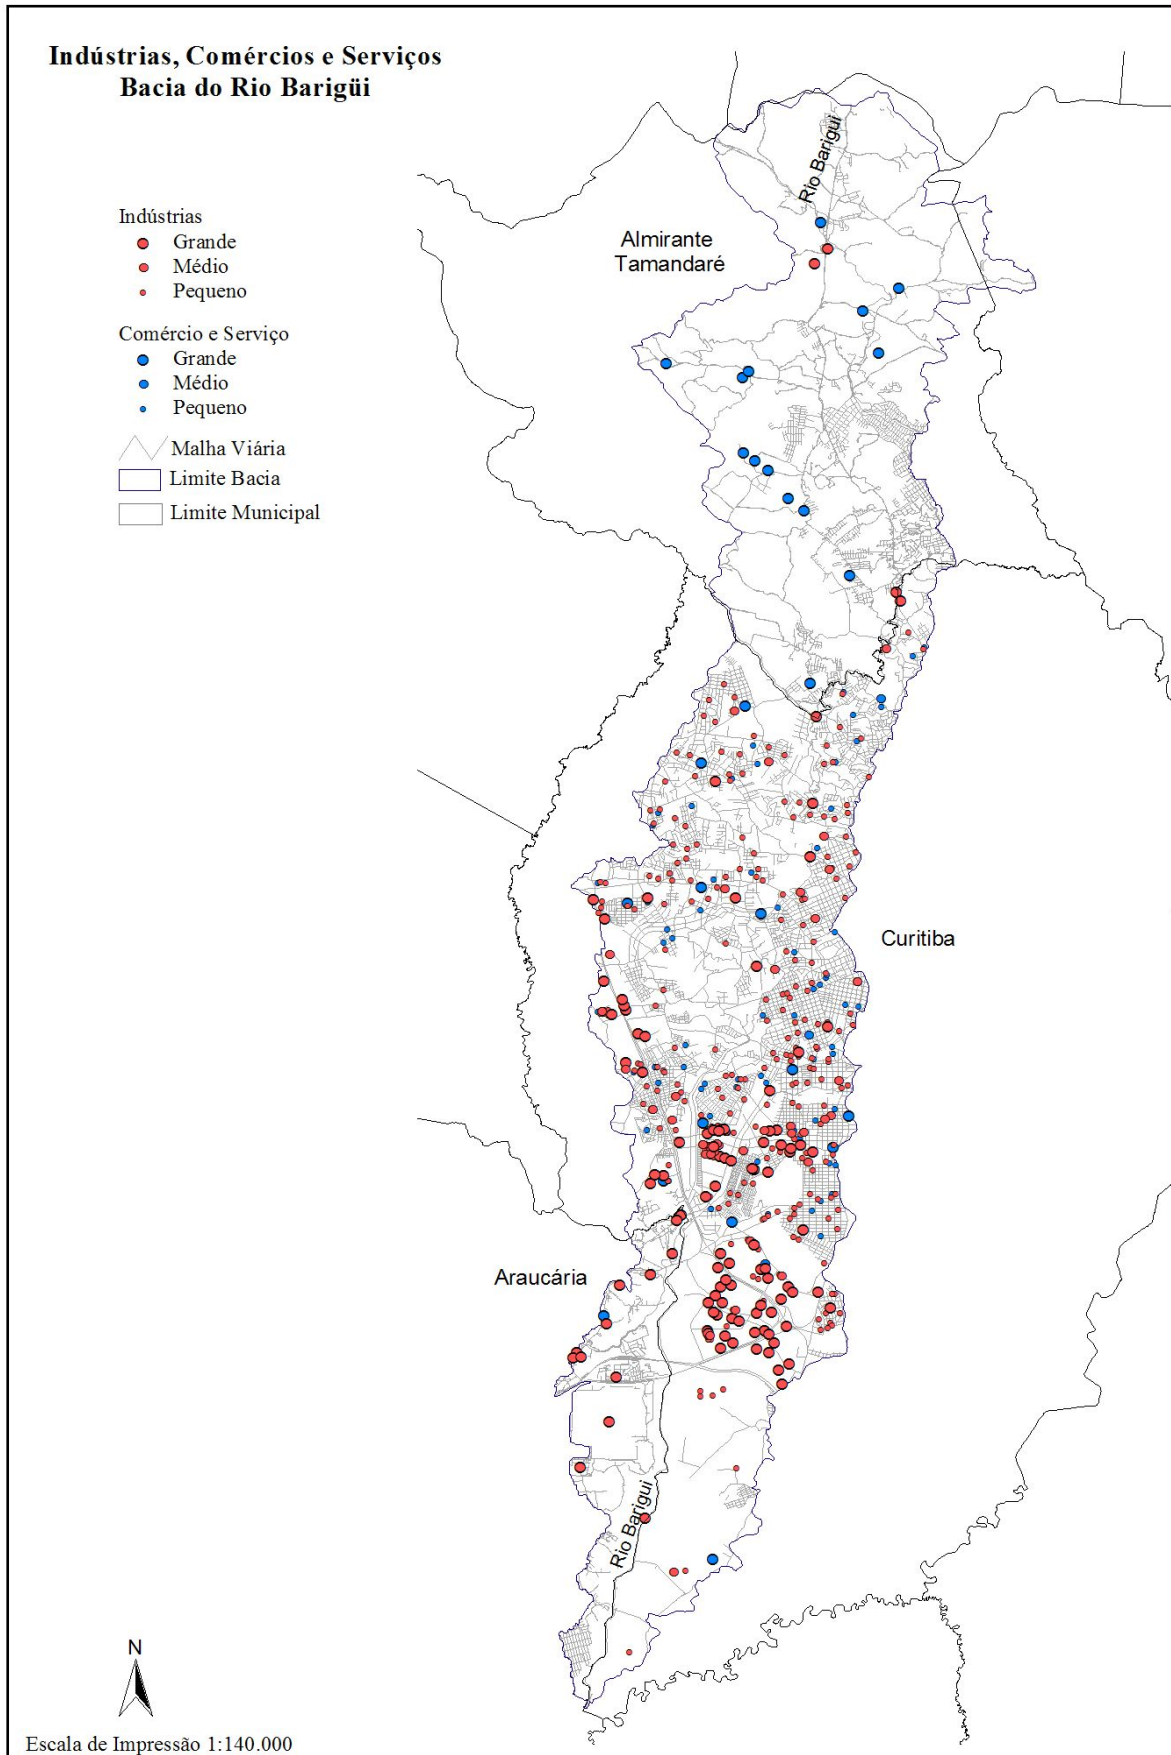 Indústrias, Comércios e Serviços
Bacia do Rio Barigüi
Indústrias
Grande
Médio
Pequeno
Comércio e Serviço
Grande
Médio
Pequeno
Malha Viária
Limite Bacia
Limite Municipal
Rio Barigui
Almirante
Tamandaré
Curitiba
Araucária
Rio Barigui
N
Escala de Impressão 1:140.000